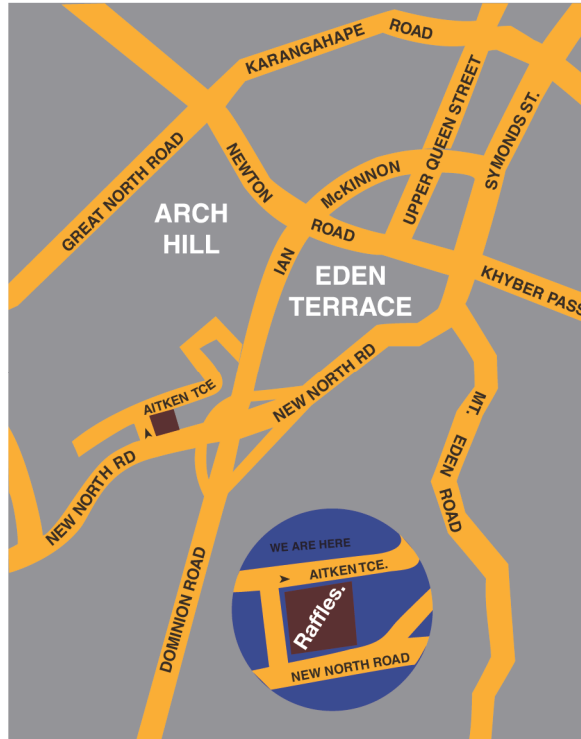 KARANGAHAPE ROAD
GREAT NORTH ROAD
NEWTON ROAD
UPPER QUEEN STREET
SYMONDS ST.
IAN McKINNON
ARCH
HILL
EDEN
TERRACE
KHYBER PASS
AITKEN TCE
NEW NORTH RD
NEW NORTH RD
MT. EDEN ROAD
DOMINION ROAD
WE ARE HERE
AITKEN TCE.
Raffles.
NEW NORTH ROAD